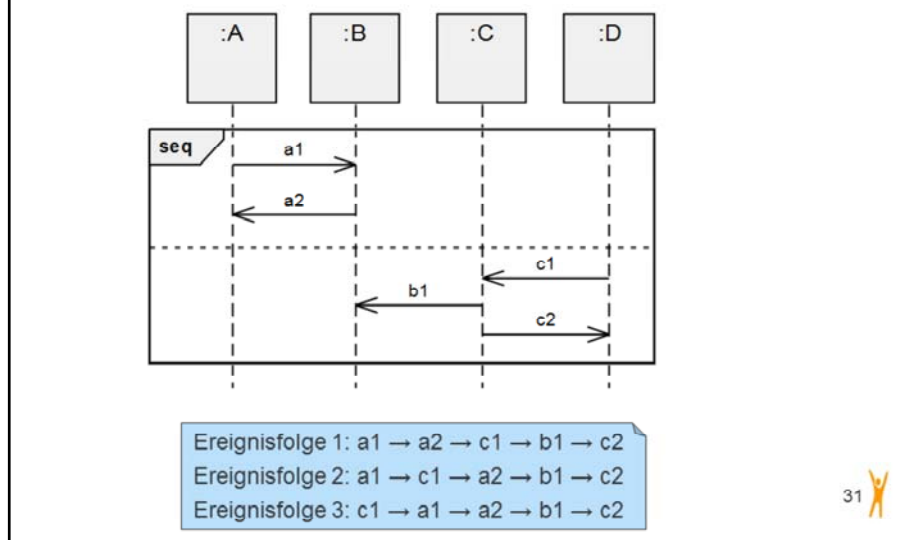 :A :B :C :D
seq
a1
a2
c1
b1
c2
Ereignisfolge 1: a1 → a2 → c1 → b1 → c2
Ereignisfolge 2: a1 → c1 → a2 → b1 → c2
Ereignisfolge 3: c1 → a1 → a2 → b1 → c2
31